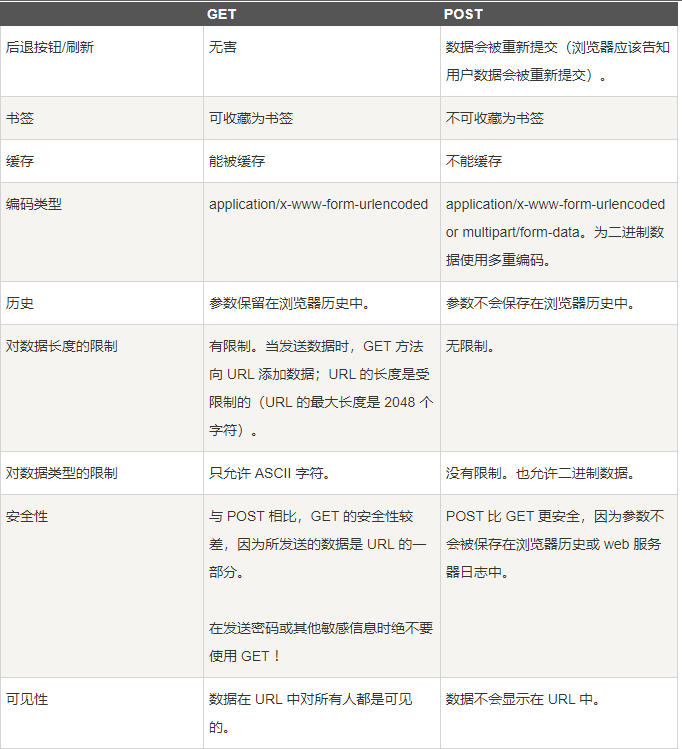 GET POST
后退按钮/刷新 无害 数据会被重新提交（浏览器应该告知
用户数据会被重新提交）。
书签 可收藏为书签 不可收藏为书签
缓存 能被缓存 不能缓存
编码类型 application/x-www-form-urlencoded application/x-www-form-urlencoded
or multipart/form-data。为二进制数
据使用多重编码。
历史 参数保留在浏览器历史中。 参数不会保存在浏览器历史中。
对数据长度的限制 有限制。当发送数据时，GET 方法 无限制。
向 URL 添加数据；URL 的长度是受
限制的（URL 的最大长度是 2048 个
字符）。
对数据类型的限制 只允许 ASCII 字符。 没有限制。也允许二进制数据。
安全性 与 POST 相比，GET 的安全性较 POST 比 GET 更安全，因为参数不
差，因为所发送的数据是 URL 的一 会被保存在浏览器历史或 web 服务
部分。 器日志中。
在发送密码或其他敏感信息时绝不要
使用 GET ！
可见性 数据在 URL 中对所有人都是可见 数据不会显示在 URL 中。
的。